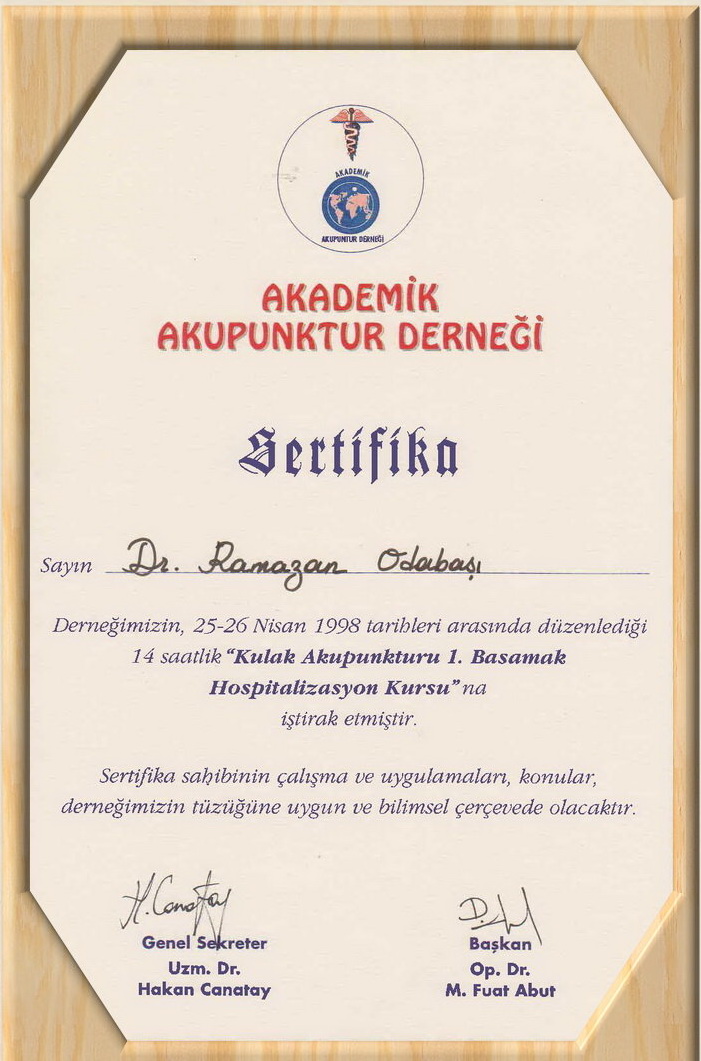 AKADEMİK
AKUPUNTUR DERNEĞİ
AKADEMİK
AKUPUNKTUR DERNEĞİ
Sertifika
Sayın Dr. Ramazan Odabaşı
Derneğimizin, 25-26 Nisan 1998 tarihleri arasında düzenlediği
14 saatlik “Kulak Akupunkturu 1. Basamak
Hospitalizasyon Kursu” na
iştirak etmiştir.
Sertifika sahibinin çalışma ve uygulamaları, konular,
derneğimizin tüzüğüne uygun ve bilimsel çerçevede olacaktır.
H. Canatay
Genel Sekreter
Uzm. Dr.
Hakan Canatay
Başkan
Op. Dr.
M. Fuat Abut